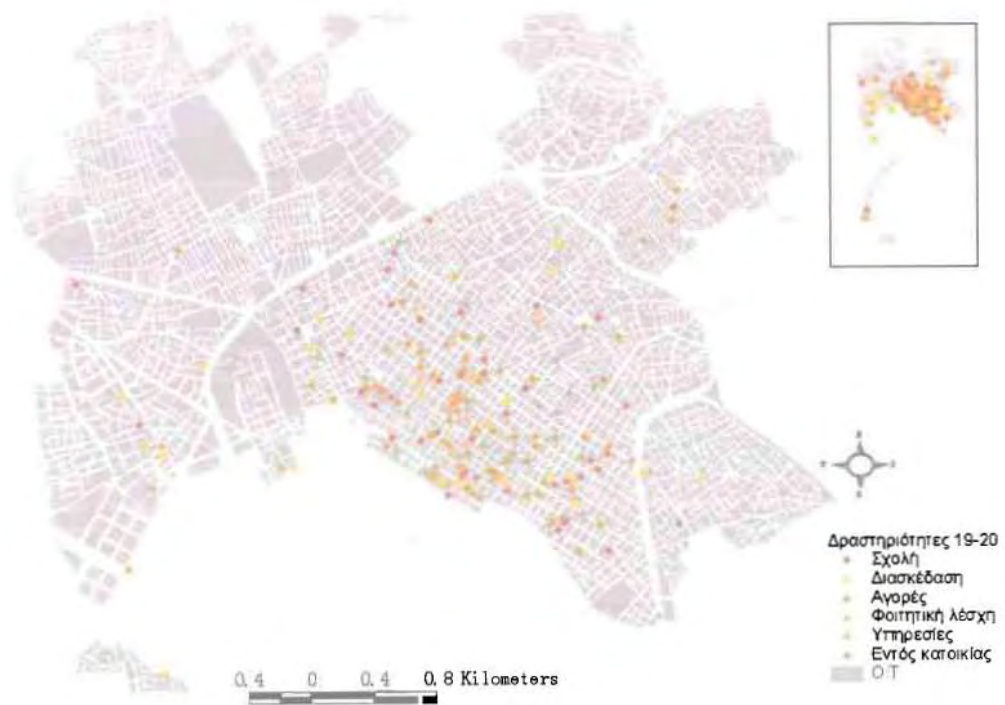 Δραστηριότητες 19-20
Σχολή
Διασκέδαση
Αγορές
Φοιτητική λέσχη
Υπηρεσίες
Εντός κατοικίας
Ο Τ
0.4 0 0.4 0.8 Kilometers